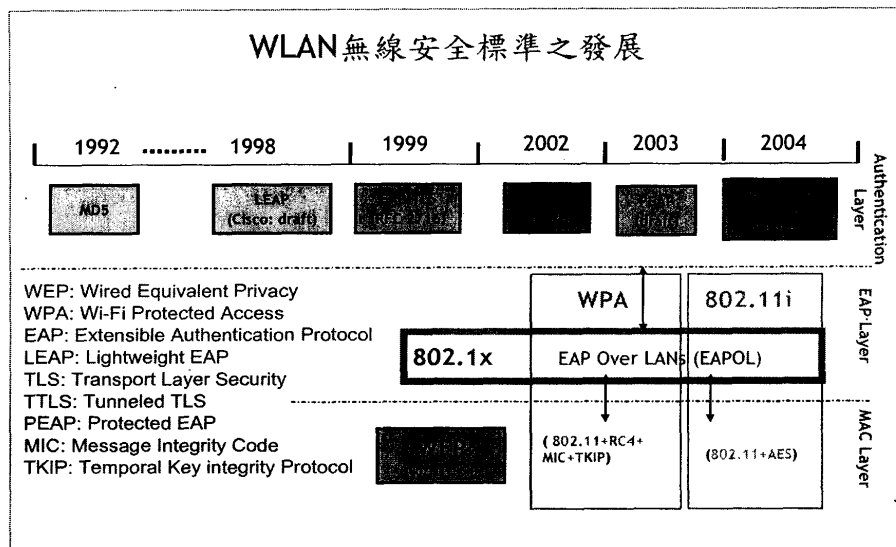 WLAN無線安全標準之發展
1992 ········ 1998 1999 2002 2003 2004
Authentication
Layer
MD5
LEAP
(Cisco: draft)
WEP: Wired Equivalent Privacy
WPA: Wi-Fi Protected Access
EAP: Extensible Authentication Protocol
LEAP: Lightweight EAP
TLS: Transport Layer Security
TTLS: Tunneled TLS
PEAP: Protected EAP
MIC: Message Integrity Code
TKIP: Temporal Key integrity Protocol
WPA
802.11i
802.1x EAP Over LANs (EAPOL)
EAP Layer
(802.11+RC4+
MIC+TKIP)
(802.11+AES)
MAC Layer